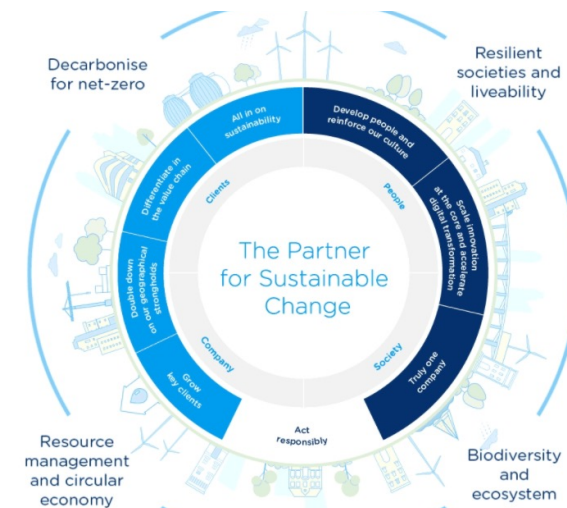 Decarbonise
for net-zero
Resilient
societies and
liveability
All in on
sustainability
Develop people and
reinforce our culture
Differentiate in
the value chain
Clients
People
Scale innovation
at the core and accelerate
digital transformation
The Partner
for Sustainable
Change
Double down
on our geographical
strongholds
Company
Society
Grow
key clients
Truly one
company
Act
responsibly
Resource
management
and circular
economy
Biodiversity
and
ecosystem